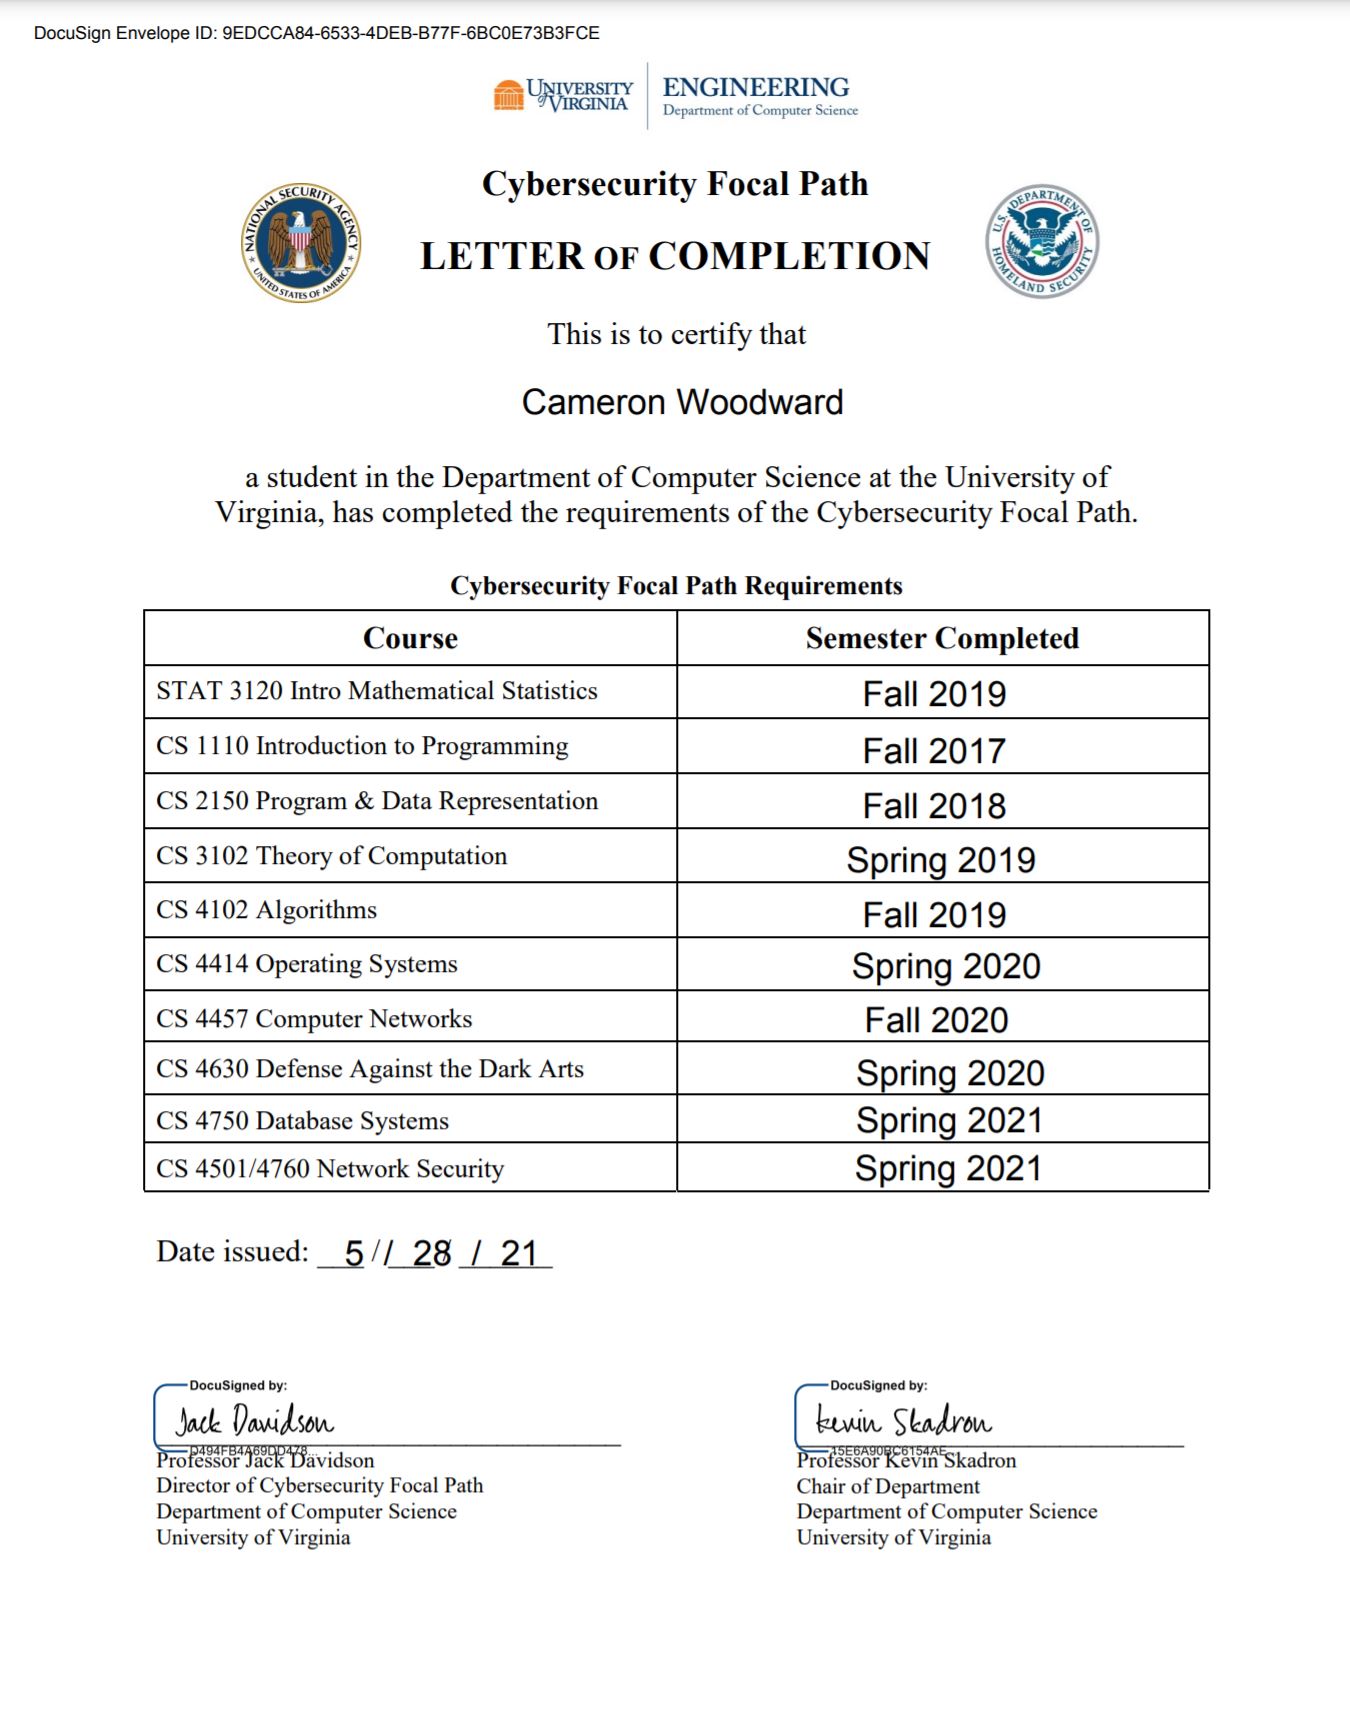 DocuSign Envelope ID: 9EDCCA84-6533-4DEB-B77F-6BC0E73B3FCE
UNIVERSITY of VIRGINIA
ENGINEERING
Department of Computer Science
Cybersecurity Focal Path
NATIONAL SECURITY AGENCY
UNITED STATES OF AMERICA
LETTER OF COMPLETION
U.S. DEPARTMENT OF
HOMELAND SECURITY
This is to certify that
Cameron Woodward
a student in the Department of Computer Science at the University of
Virginia, has completed the requirements of the Cybersecurity Focal Path.
Cybersecurity Focal Path Requirements
Course Semester Completed
STAT 3120 Intro Mathematical Statistics Fall 2019
CS 1110 Introduction to Programming Fall 2017
CS 2150 Program & Data Representation Fall 2018
CS 3102 Theory of Computation Spring 2019
CS 4102 Algorithms Fall 2019
CS 4414 Operating Systems Spring 2020
CS 4457 Computer Networks Fall 2020
CS 4630 Defense Against the Dark Arts Spring 2020
CS 4750 Database Systems Spring 2021
CS 4501/4760 Network Security Spring 2021
Date issued: 5 // 28 / 21
DocuSigned by:
Jack Davidson
D494FB4A69DD478...
Professor Jack Davidson
Director of Cybersecurity Focal Path
Department of Computer Science
University of Virginia
DocuSigned by:
Kevin Skadron
15E6A90BC6154AE...
Professor Kevin Skadron
Chair of Department
Department of Computer Science
University of Virginia